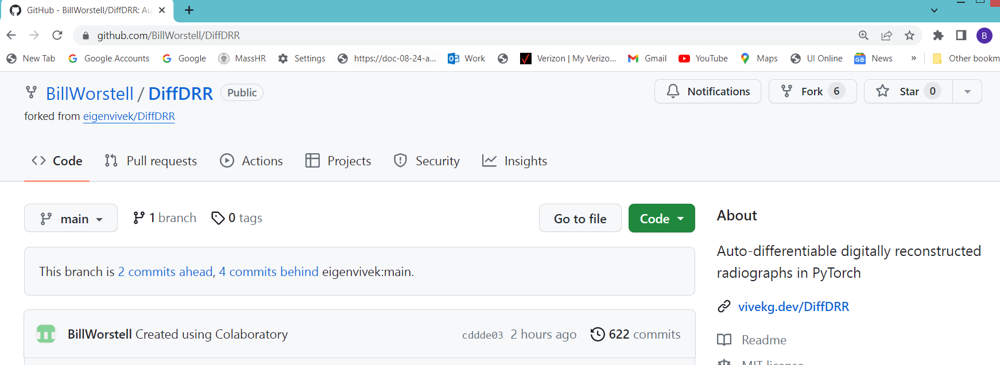 GitHub - BillWorstell/DiffDRR: Au
github.com/BillWorstell/DiffDRR
B
New Tab Google Accounts Google MassHR Settings https://doc-08-24-a... Work Verizon | My Verizo... Gmail YouTube Maps UI Online News » Other bookm
BillWorstell / DiffDRR Public
Notifications Fork 6 Star 0
forked from eigenvivek/DiffDRR
Code Pull requests Actions Projects Security Insights
main 1 branch 0 tags Go to file Code
This branch is 2 commits ahead, 4 commits behind eigenvivek:main.
BillWorstell Created using Colaboratory cddde03 2 hours ago 622 commits
About
Auto-differentiable digitally reconstructed
radiographs in PyTorch
vivekg.dev/DiffDRR
Readme
MIT license